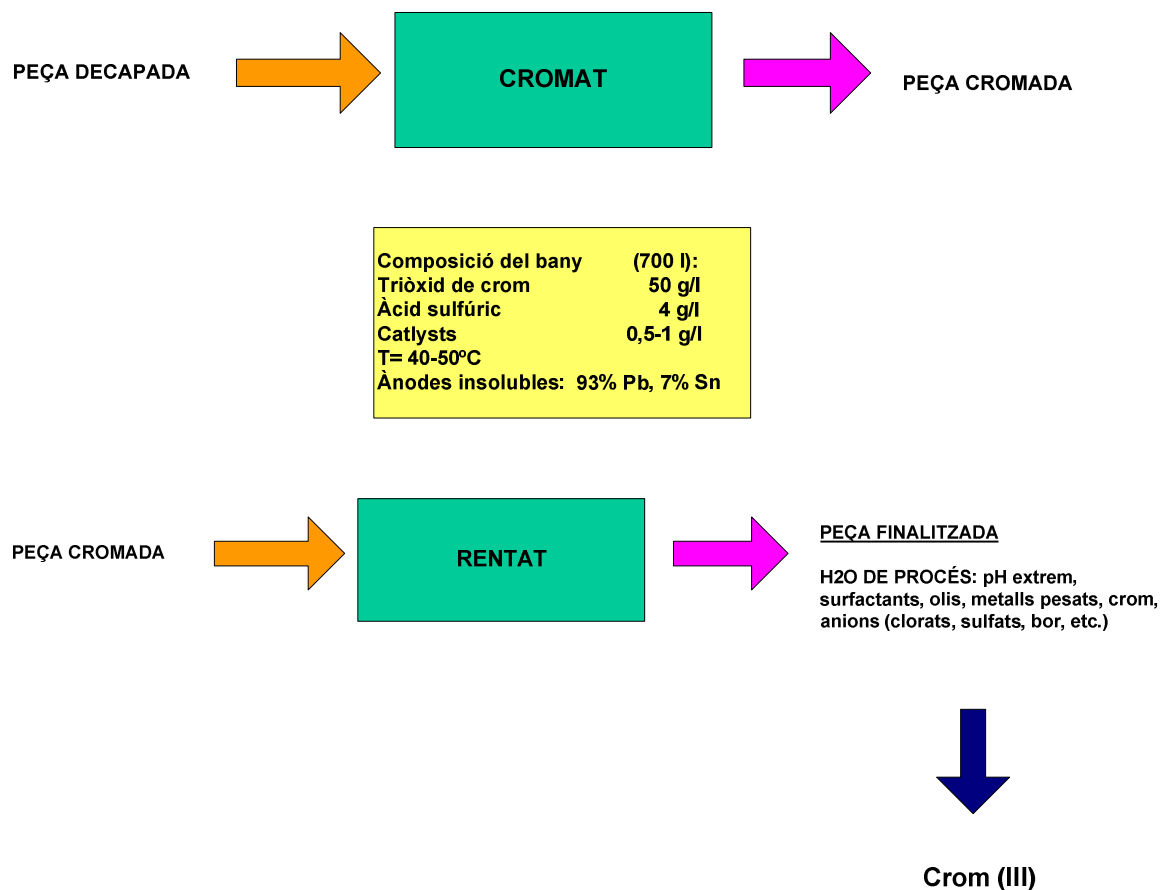 PEÇA DECAPADA
CROMAT
PEÇA CROMADA
Composició del bany (700 l):
Triòxid de crom 50 g/l
Àcid sulfúric 4 g/l
Catlysts 0,5-1 g/l
T= 40-50ºC
Ànodes insolubles: 93% Pb, 7% Sn
PEÇA CROMADA
RENTAT
PEÇA FINALITZADA
H2O DE PROCÉS: pH extrem,
surfactants, olis, metalls pesats, crom,
anions (clorats, sulfats, bor, etc.)
Crom (III)